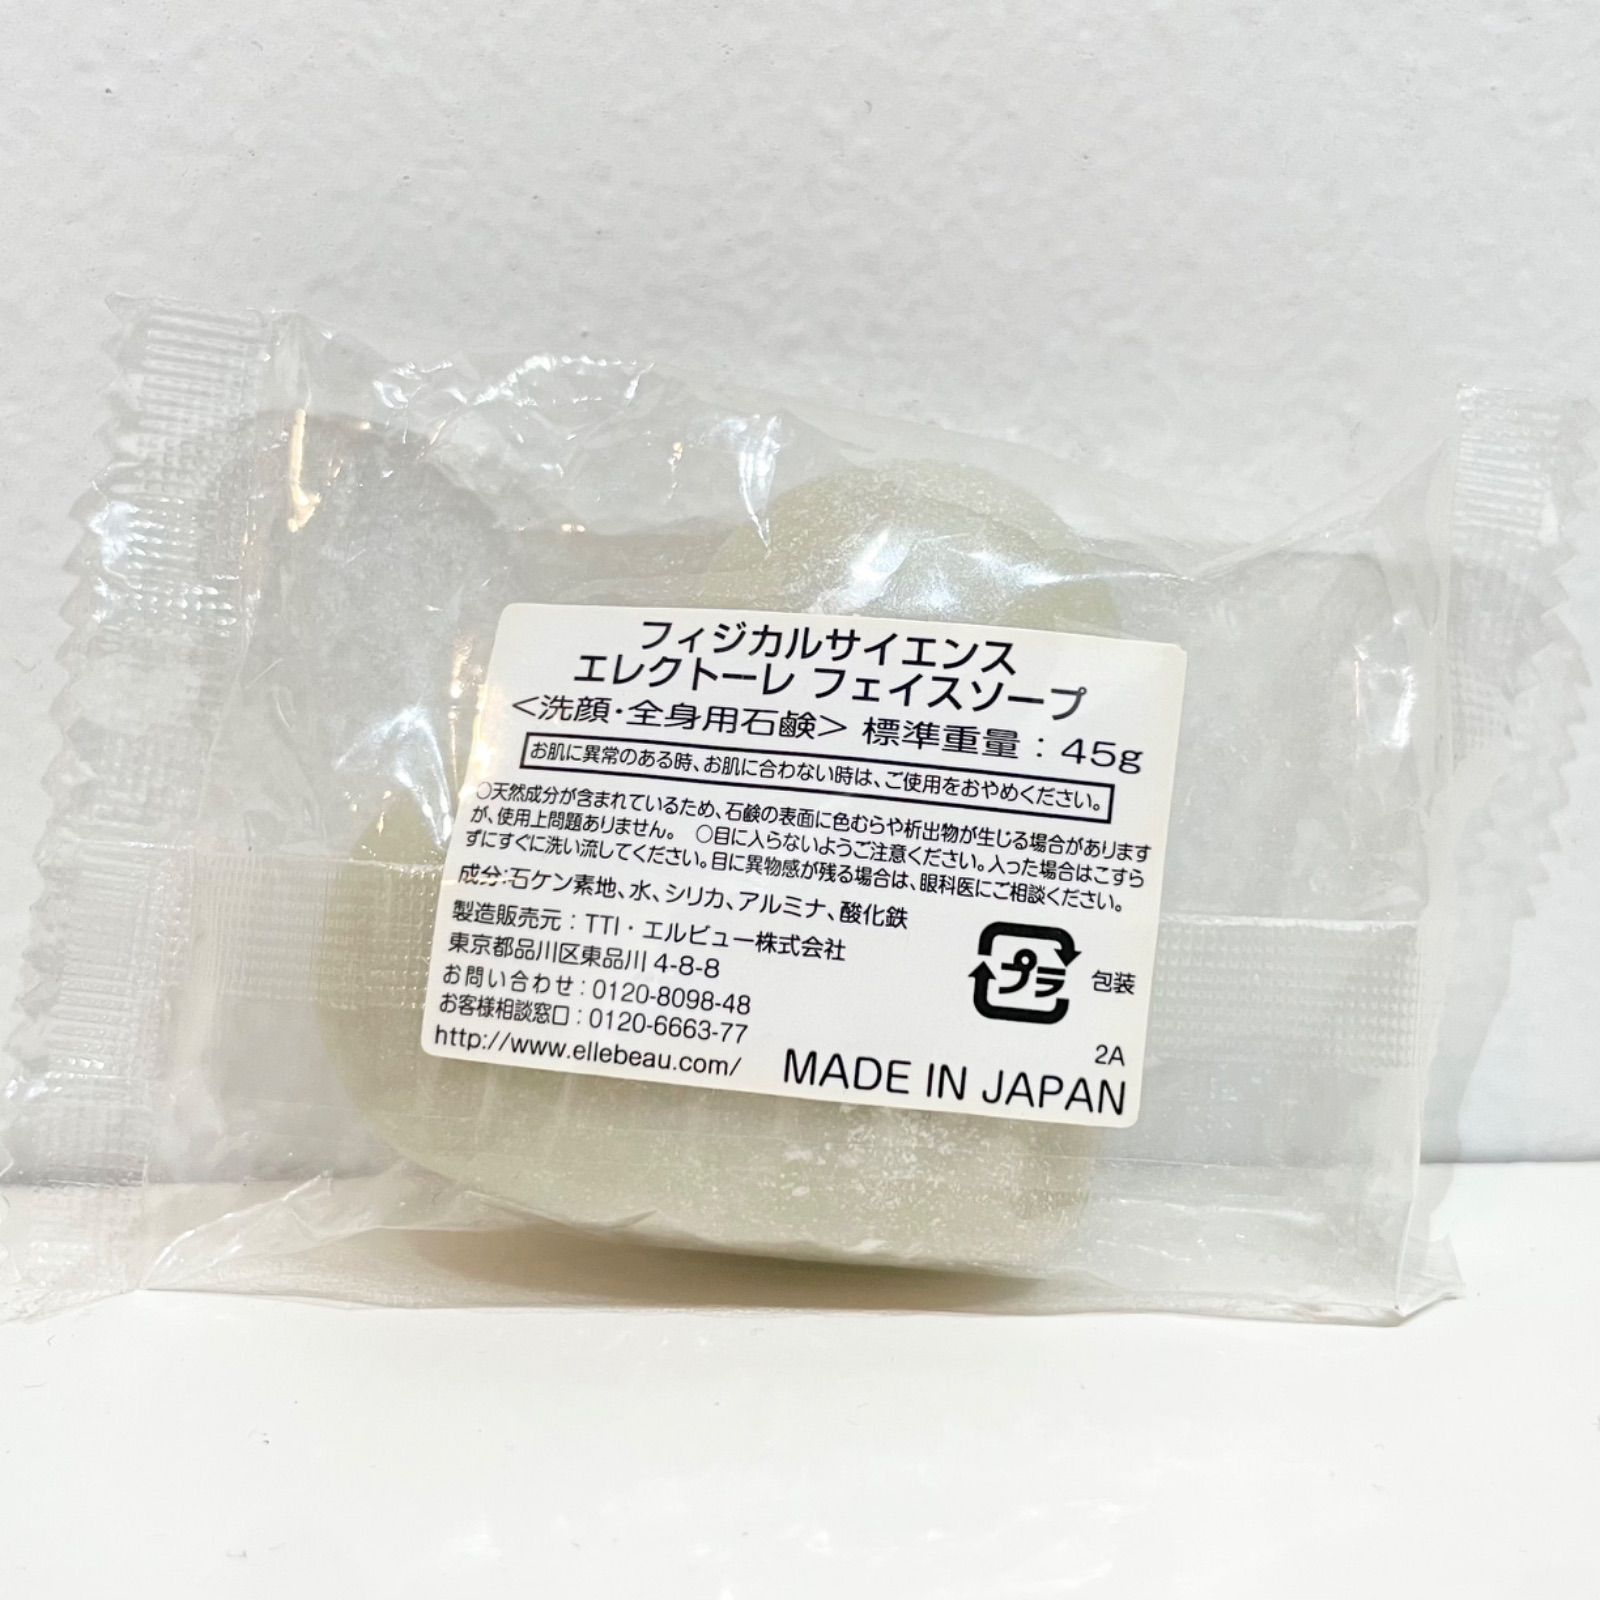 フィジカルサイエンス
エレクトーレ フェイスソープ
＜洗顔・全身用石鹸＞ 標準重量：45g
お肌に異常のある時、お肌に合わない時は、ご使用をおやめください。
○天然成分が含まれているため、石鹸の表面に色むらや析出物が生じる場合があります
が、使用上問題ありません。 ○目に入らないようご注意ください。入った場合はこすら
ずにすぐに洗い流してください。目に異物感が残る場合は、眼科医にご相談ください。
成分：石ケン素地、水、シリカ、アルミナ、酸化鉄
製造販売元：TTI・エルビュー株式会社
東京都品川区東品川 4-8-8
お問い合わせ：0120-8098-48
お客様相談窓口：0120-6663-77
http://www.ellebeau.com/
プラ 包装
2A
MADE IN JAPAN